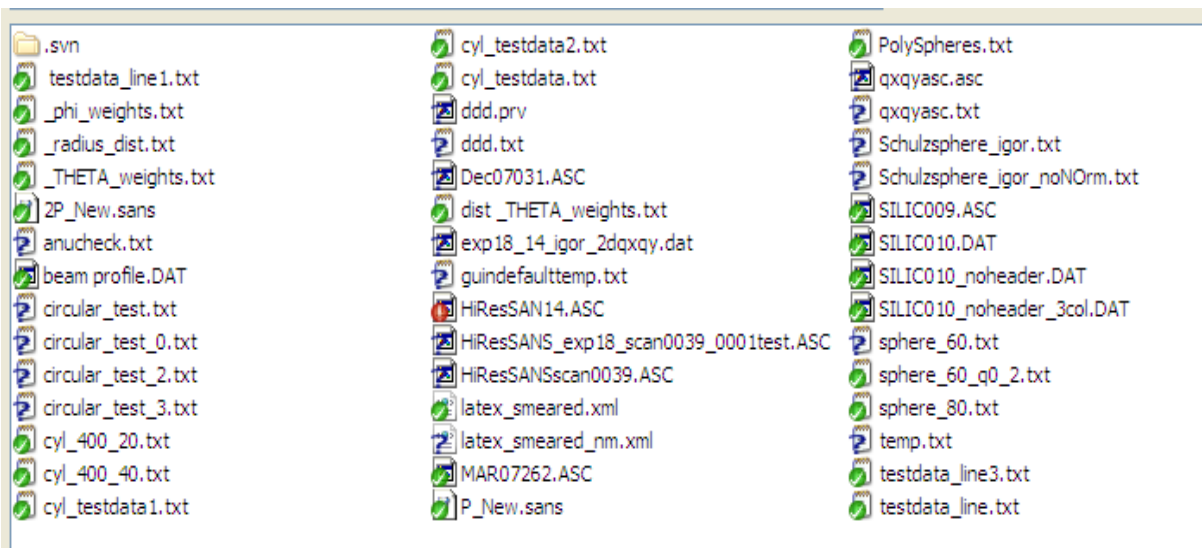 .svn
testdata_line1.txt
_phi_weights.txt
_radius_dist.txt
_THETA_weights.txt
2P_New.sans
anucheck.txt
beam profile.DAT
circular_test.txt
circular_test_0.txt
circular_test_2.txt
circular_test_3.txt
cyl_400_20.txt
cyl_400_40.txt
cyl_testdata1.txt
cyl_testdata2.txt
cyl_testdata.txt
ddd.prv
ddd.txt
Dec07031.ASC
dist _THETA_weights.txt
exp18_14_igor_2dqxqy.dat
guindefaulttemp.txt
HiResSAN14.ASC
HiResSANS_exp18_scan0039_0001test.ASC
HiResSANSscan0039.ASC
latex_smeared.xml
latex_smeared_nm.xml
MAR07262.ASC
P_New.sans
PolySpheres.txt
qxqyasc.asc
qxqyasc.txt
Schulzsphere_igor.txt
Schulzsphere_igor_noNOrm.txt
SILIC009.ASC
SILIC010.DAT
SILIC010_noheader.DAT
SILIC010_noheader_3col.DAT
sphere_60.txt
sphere_60_q0_2.txt
sphere_80.txt
temp.txt
testdata_line3.txt
testdata_line.txt